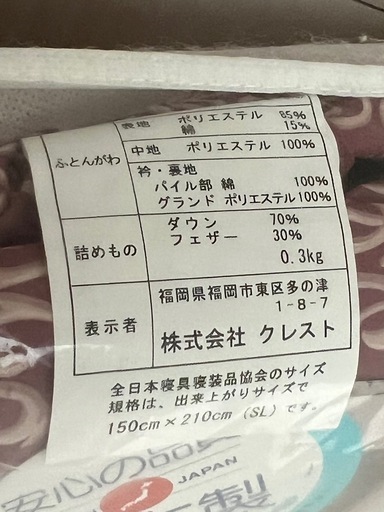 表地 ポリエステル 85%
綿 15%
ふとんがわ
中地 ポリエステル 100%
衿・裏地
パイル部 綿 100%
グランド ポリエステル 100%
詰めもの
ダウン 70%
フェザー 30%
0.3kg
表示者
福岡県福岡市東区多の津
1-8-7
株式会社 クレスト
全日本寝具寝装品協会のサイズ
規格は、出来上がりサイズで
150cm×210cm (SL) です。
安心の品質
JAPAN
製